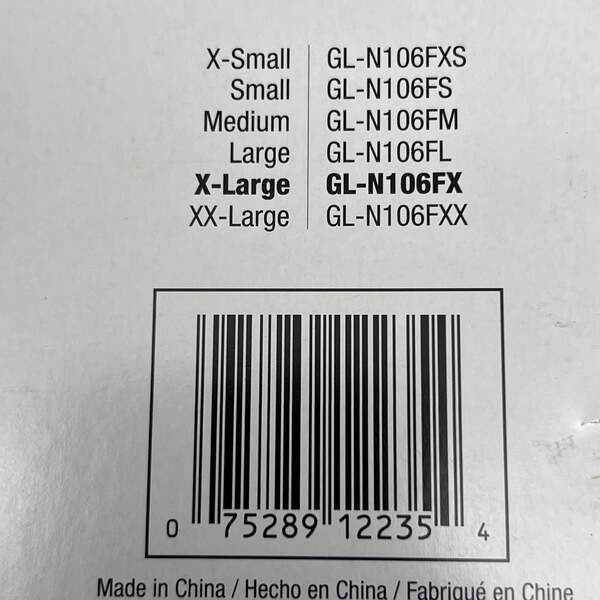 X-Small GL-N106FXS
Small GL-N106FS
Medium GL-N106FM
Large GL-N106FL
X-Large GL-N106FX
XX-Large GL-N106FXX
0 75289 12235 4
Made in China / Hecho en China / Fabriqué en Chine